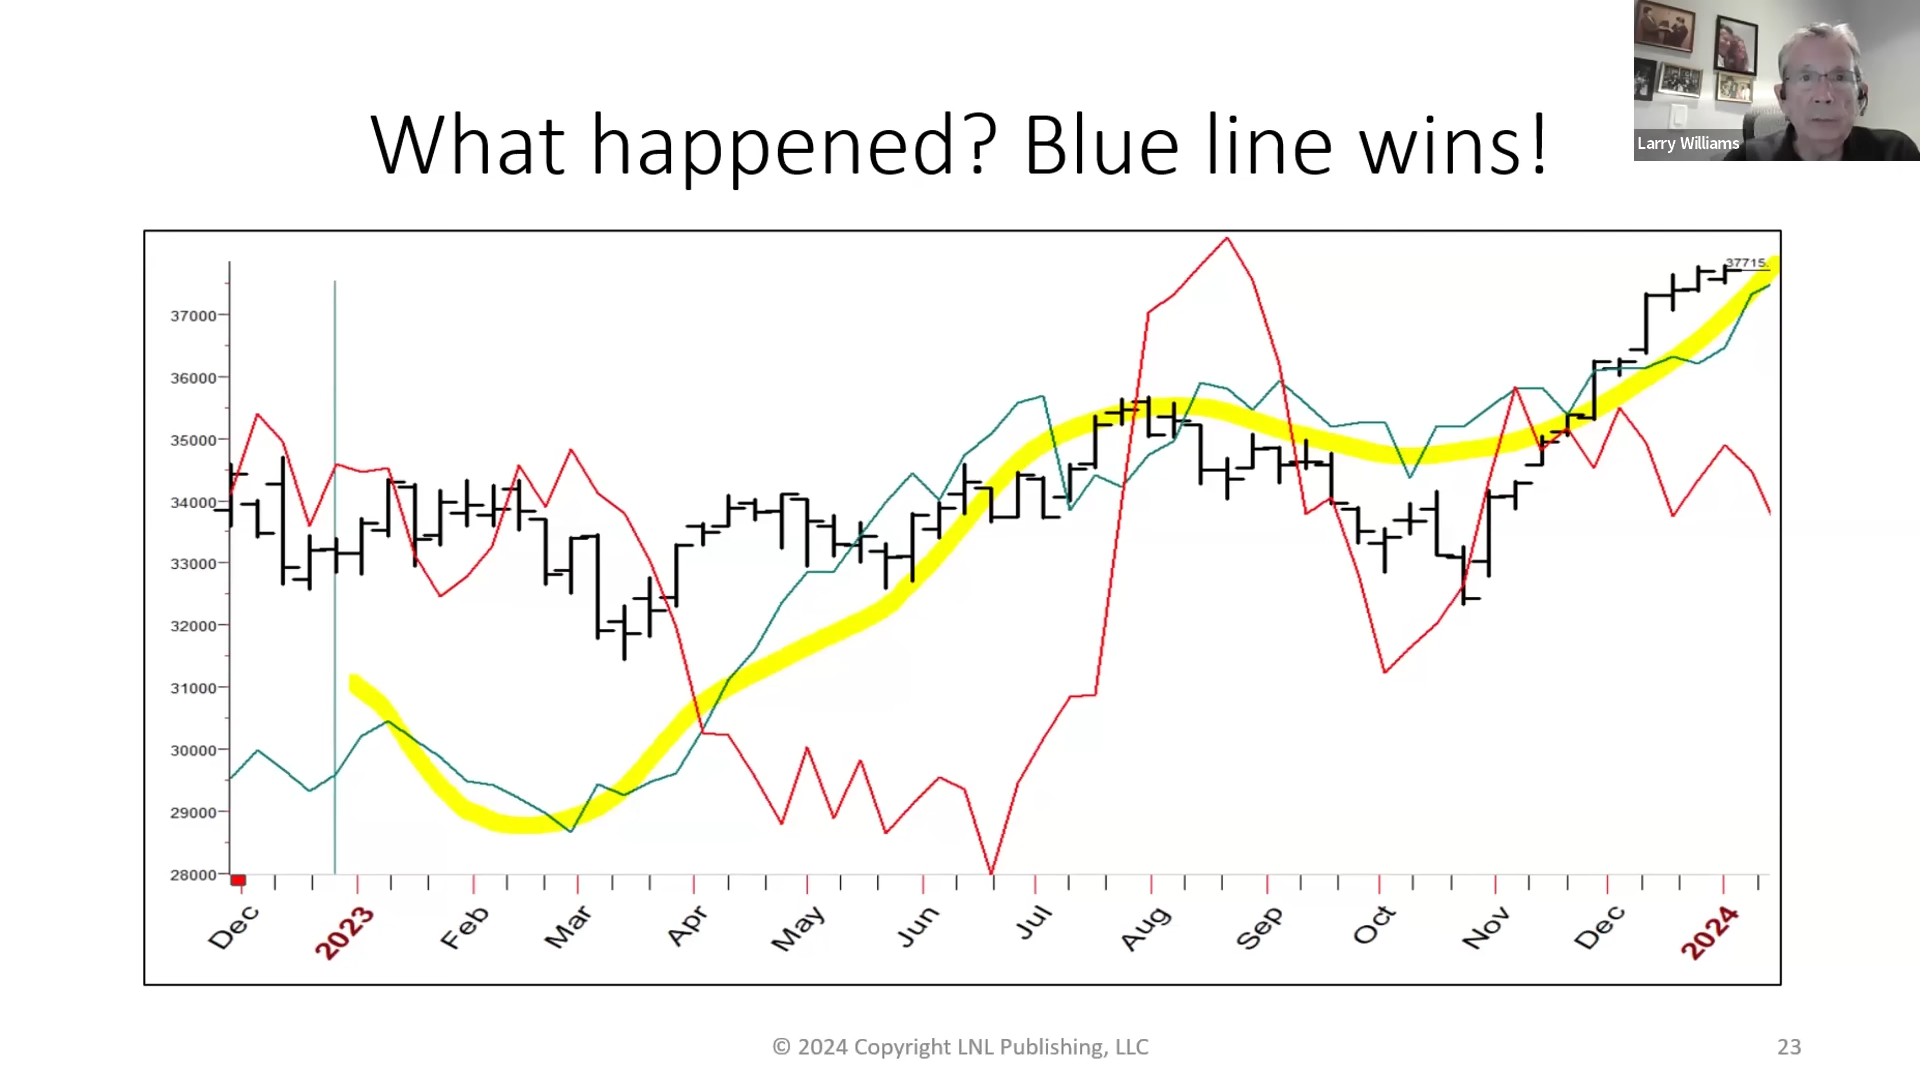 What happened? Blue line wins!
Larry Williams
37715.
37000
36000
35000
34000
33000
32000
31000
30000
29000
28000
Dec
2023
Feb
Mar
Apr
May
Jun
Jul
Aug
Sep
Oct
Nov
Dec
2024
© 2024 Copyright LNL Publishing, LLC
23